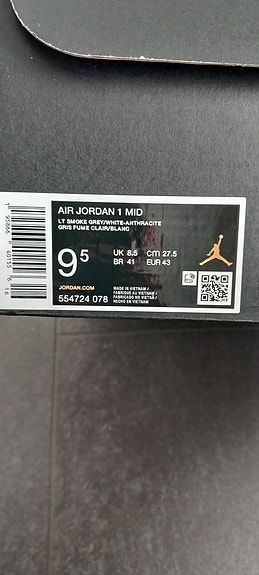 AIR JORDAN 1 MID
LT SMOKE GREY/WHITE-ANTHRACITE
GRIS FUME CLAIR/BLANC
9 5
UK 8.5 CM 27.5
BR 41 EUR 43
JORDAN.COM
554724 078
MADE IN VIETNAM /
FABRIQUE AU VIETNAM /
FABRICADO NO VIETNÃ /
HECHO EN VIETNAM